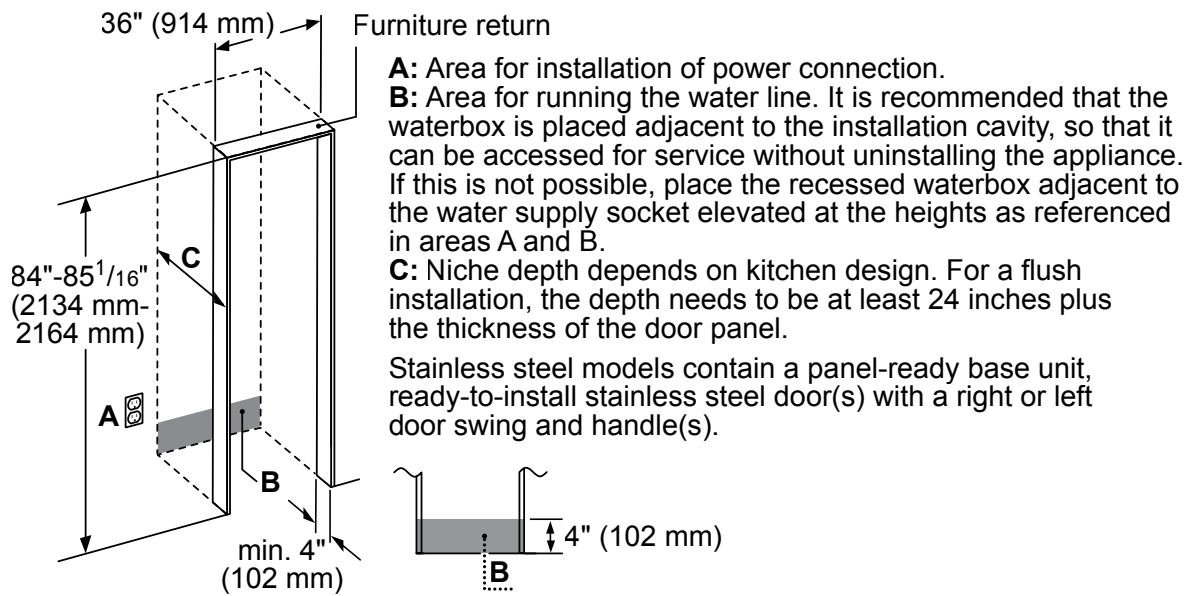 36" (914 mm)
Furniture return
A: Area for installation of power connection.
B: Area for running the water line. It is recommended that the
waterbox is placed adjacent to the installation cavity, so that it
can be accessed for service without uninstalling the appliance.
If this is not possible, place the recessed waterbox adjacent to
the water supply socket elevated at the heights as referenced
in areas A and B.
C: Niche depth depends on kitchen design. For a flush
installation, the depth needs to be at least 24 inches plus
the thickness of the door panel.
Stainless steel models contain a panel-ready base unit,
ready-to-install stainless steel door(s) with a right or left
door swing and handle(s).
C
84"-85 1/16"
(2134 mm-
2164 mm)
A
B
min. 4"
(102 mm)
4" (102 mm)
B